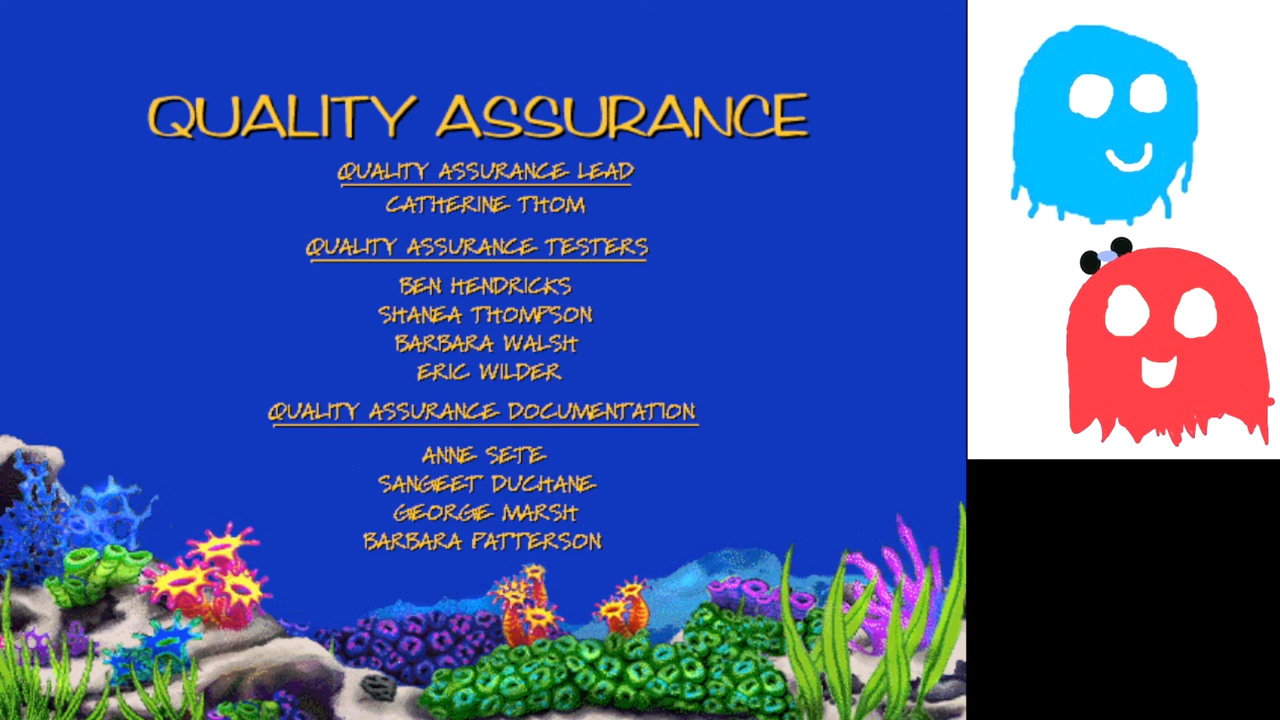 QUALITY ASSURANCE
QUALITY ASSURANCE LEAD
CATHERINE THOM
QUALITY ASSURANCE TESTERS
BEN HENDRICKS
SHANEA THOMPSON
BARBARA WALSH
ERIC WILDER
QUALITY ASSURANCE DOCUMENTATION
ANNE SETE
SANGEET DUCHANE
GEORGIE MARSH
BARBARA PATTERSON